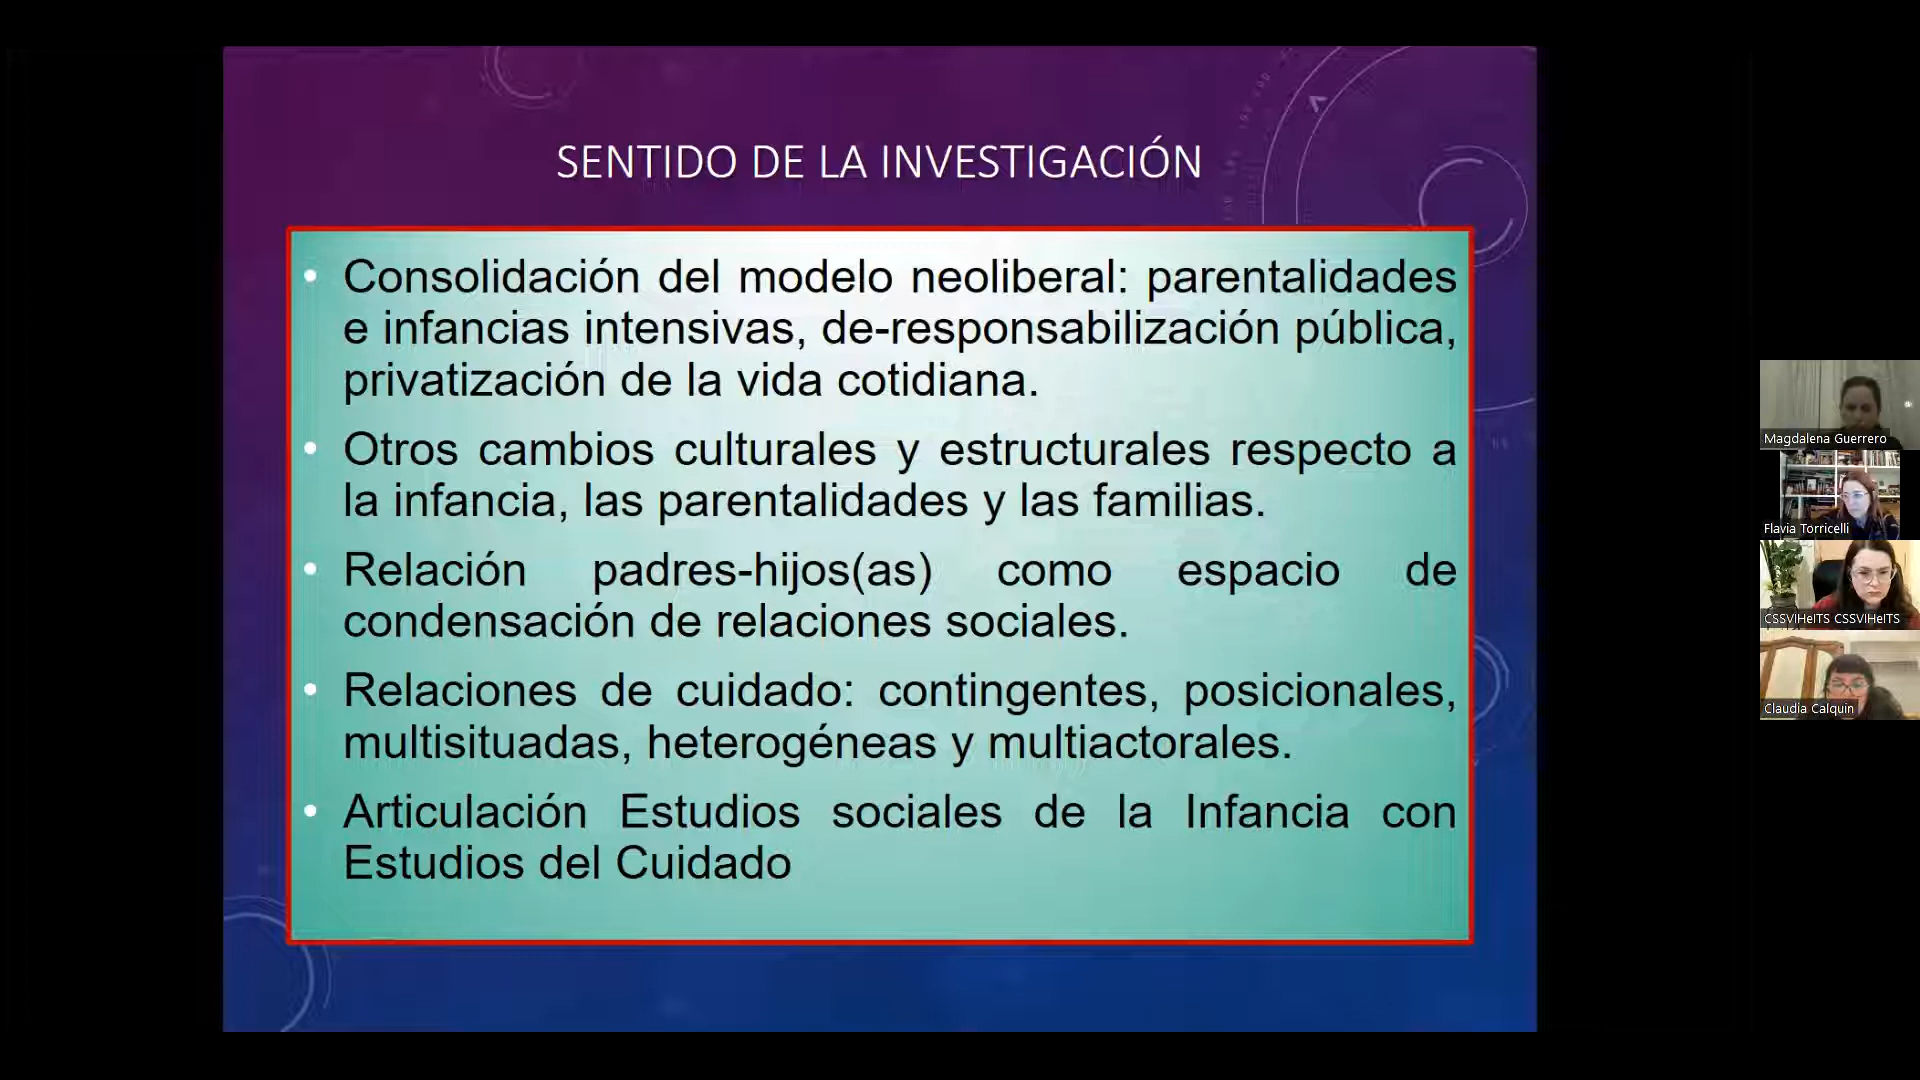 SENTIDO DE LA INVESTIGACIÓN
• Consolidación del modelo neoliberal: parentalidades
e infancias intensivas, de-responsabilización pública,
privatización de la vida cotidiana.
• Otros cambios culturales y estructurales respecto a
la infancia, las parentalidades y las familias.
• Relación padres-hijos(as) como espacio de
condensación de relaciones sociales.
• Relaciones de cuidado: contingentes, posicionales,
multisituadas, heterogéneas y multiactorales.
• Articulación Estudios sociales de la Infancia con
Estudios del Cuidado
Magdalena Guerrero
Flavia Torricelli
CSSVIHeITS CSSVIHeITS
Claudia Calquin